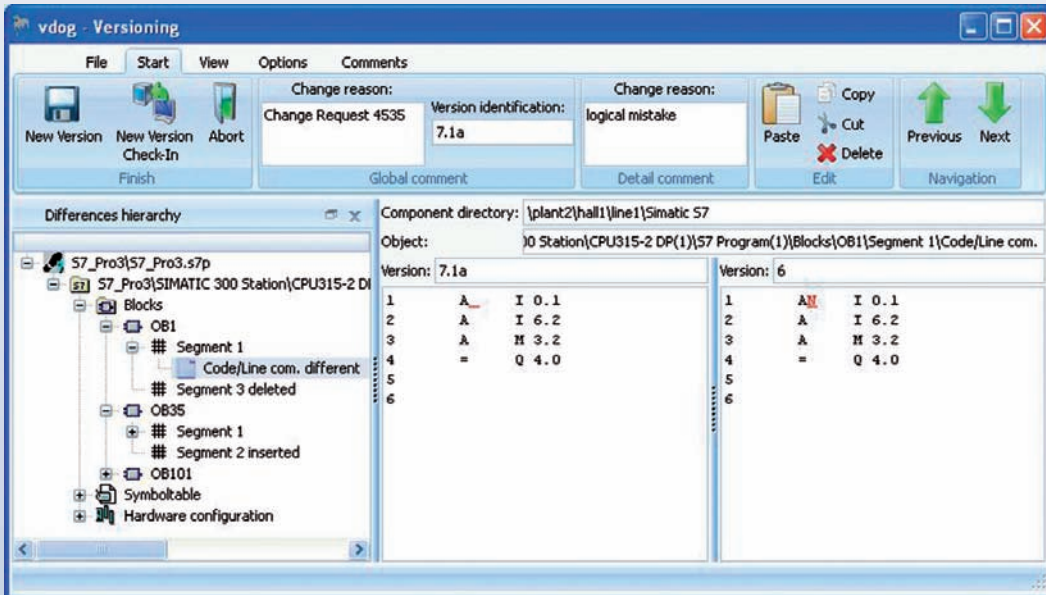 vdog - Versioning
File Start View Options Comments
New Version
New Version Check-In
Abort
Finish
Change reason:
Change Request 4535
Version identification:
7.1a
Global comment
Change reason:
logical mistake
Detail comment
Paste
Copy
Cut
Delete
Edit
Previous
Next
Navigation
Differences hierarchy
S7_Pro3\S7_Pro3.s7p
S7_Pro3\SIMATIC 300 Station\CPU315-2 D
Blocks
OB1
Segment 1
Code/Line com. different
Segment 3 deleted
OB35
Segment 1
Segment 2 inserted
OB101
Symboltable
Hardware configuration
Component directory: \plant2\hall1\line1\Simatic S7
Object: 00 Station\CPU315-2 DP(1)\S7 Program(1)\Blocks\OB1\Segment 1\Code/Line com.
Version: 7.1a
1 A_ I 0.1
2 A I 6.2
3 A M 3.2
4 = Q 4.0
5
6
Version: 6
1 AN I 0.1
2 A I 6.2
3 A M 3.2
4 = Q 4.0
5
6